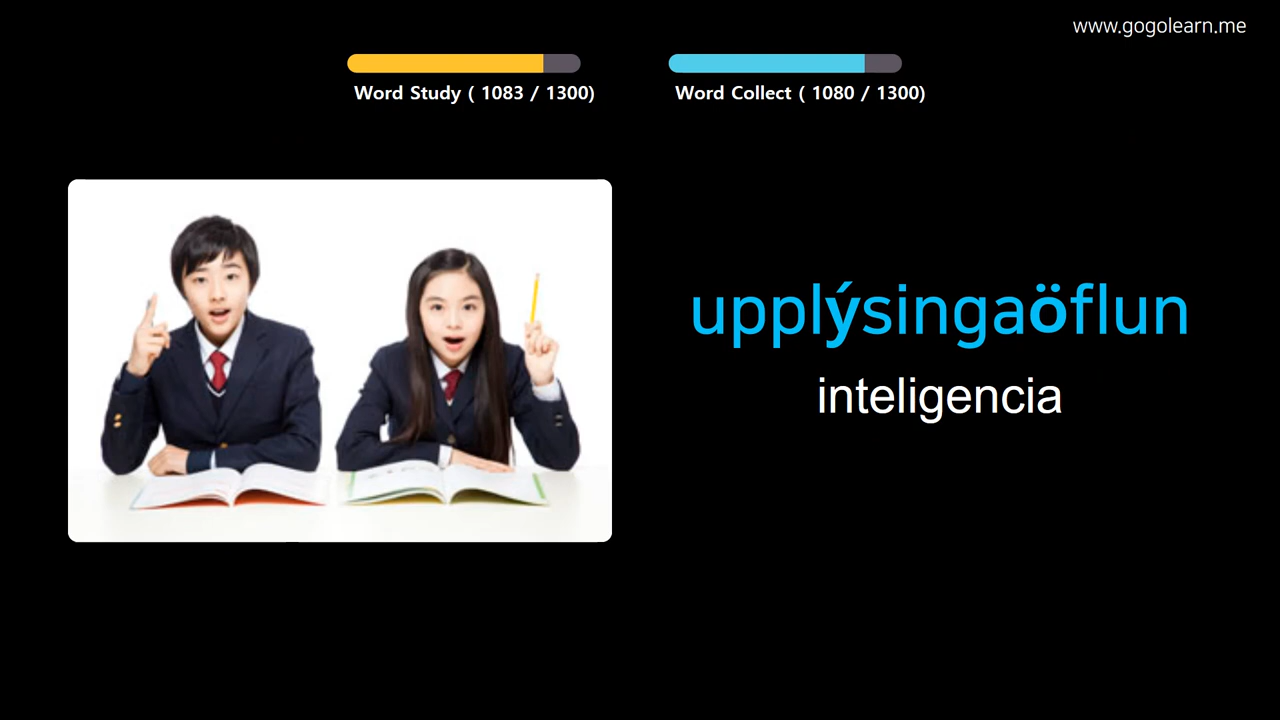 www.gogolearn.me
Word Study ( 1083 / 1300)
Word Collect ( 1080 / 1300)
upplýsingaöflun
inteligencia